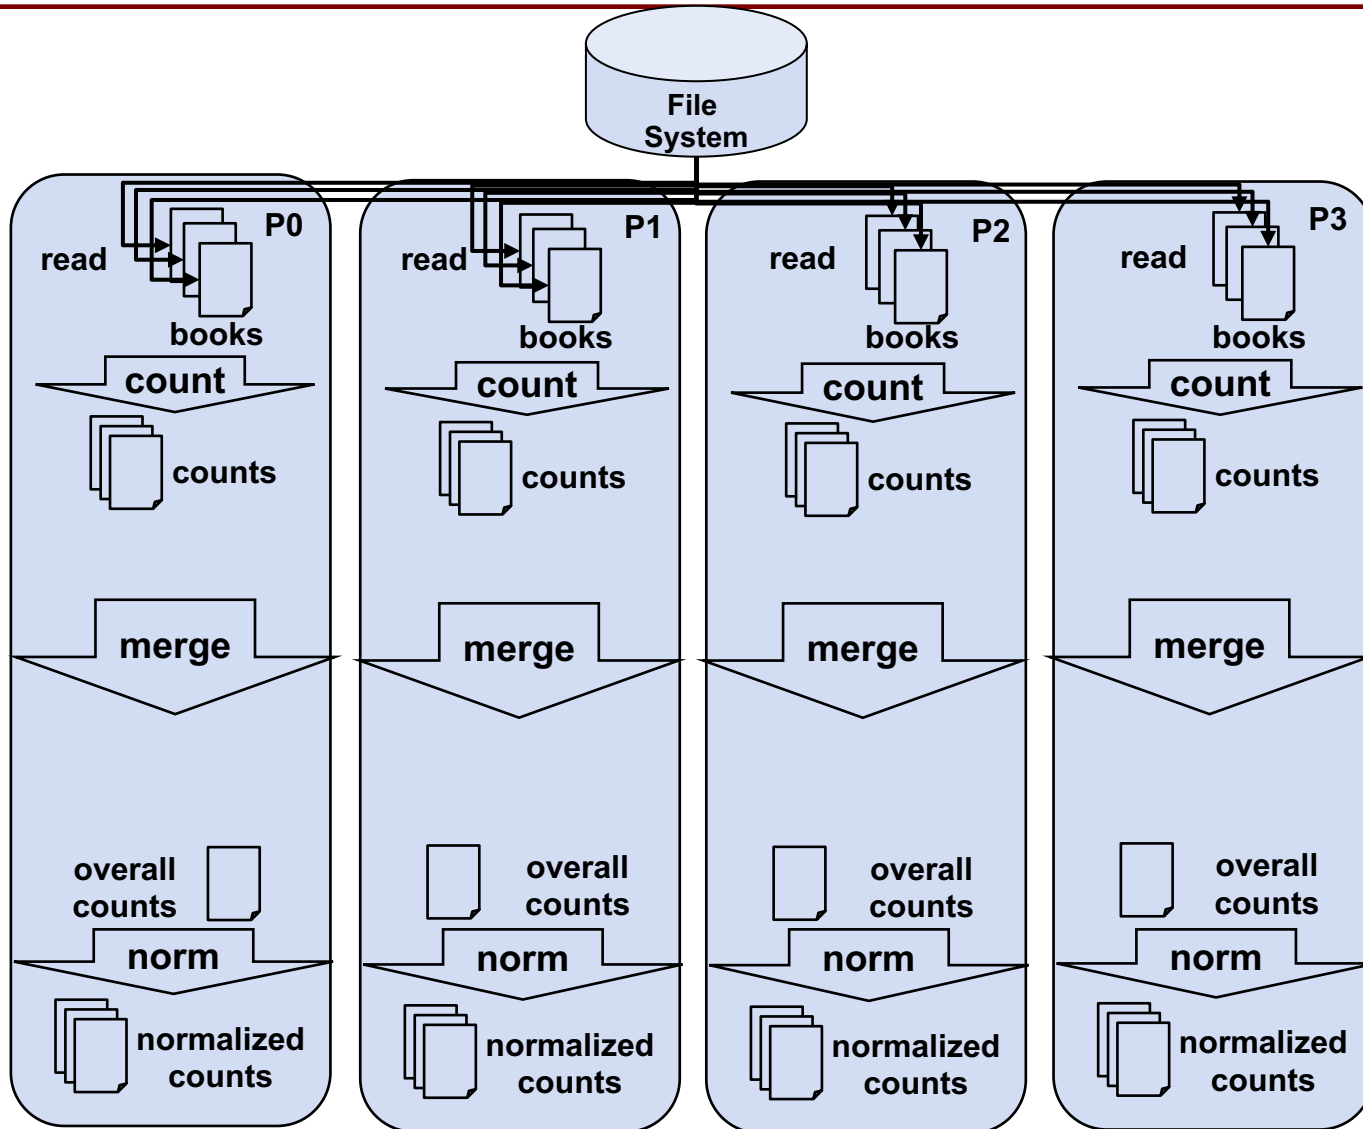 File
System
P0
read
books
count
counts
merge
overall
counts
norm
normalized
counts
P1
read
books
count
counts
merge
overall
counts
norm
normalized
counts
P2
read
books
count
counts
merge
overall
counts
norm
normalized
counts
P3
read
books
count
counts
merge
overall
counts
norm
normalized
counts